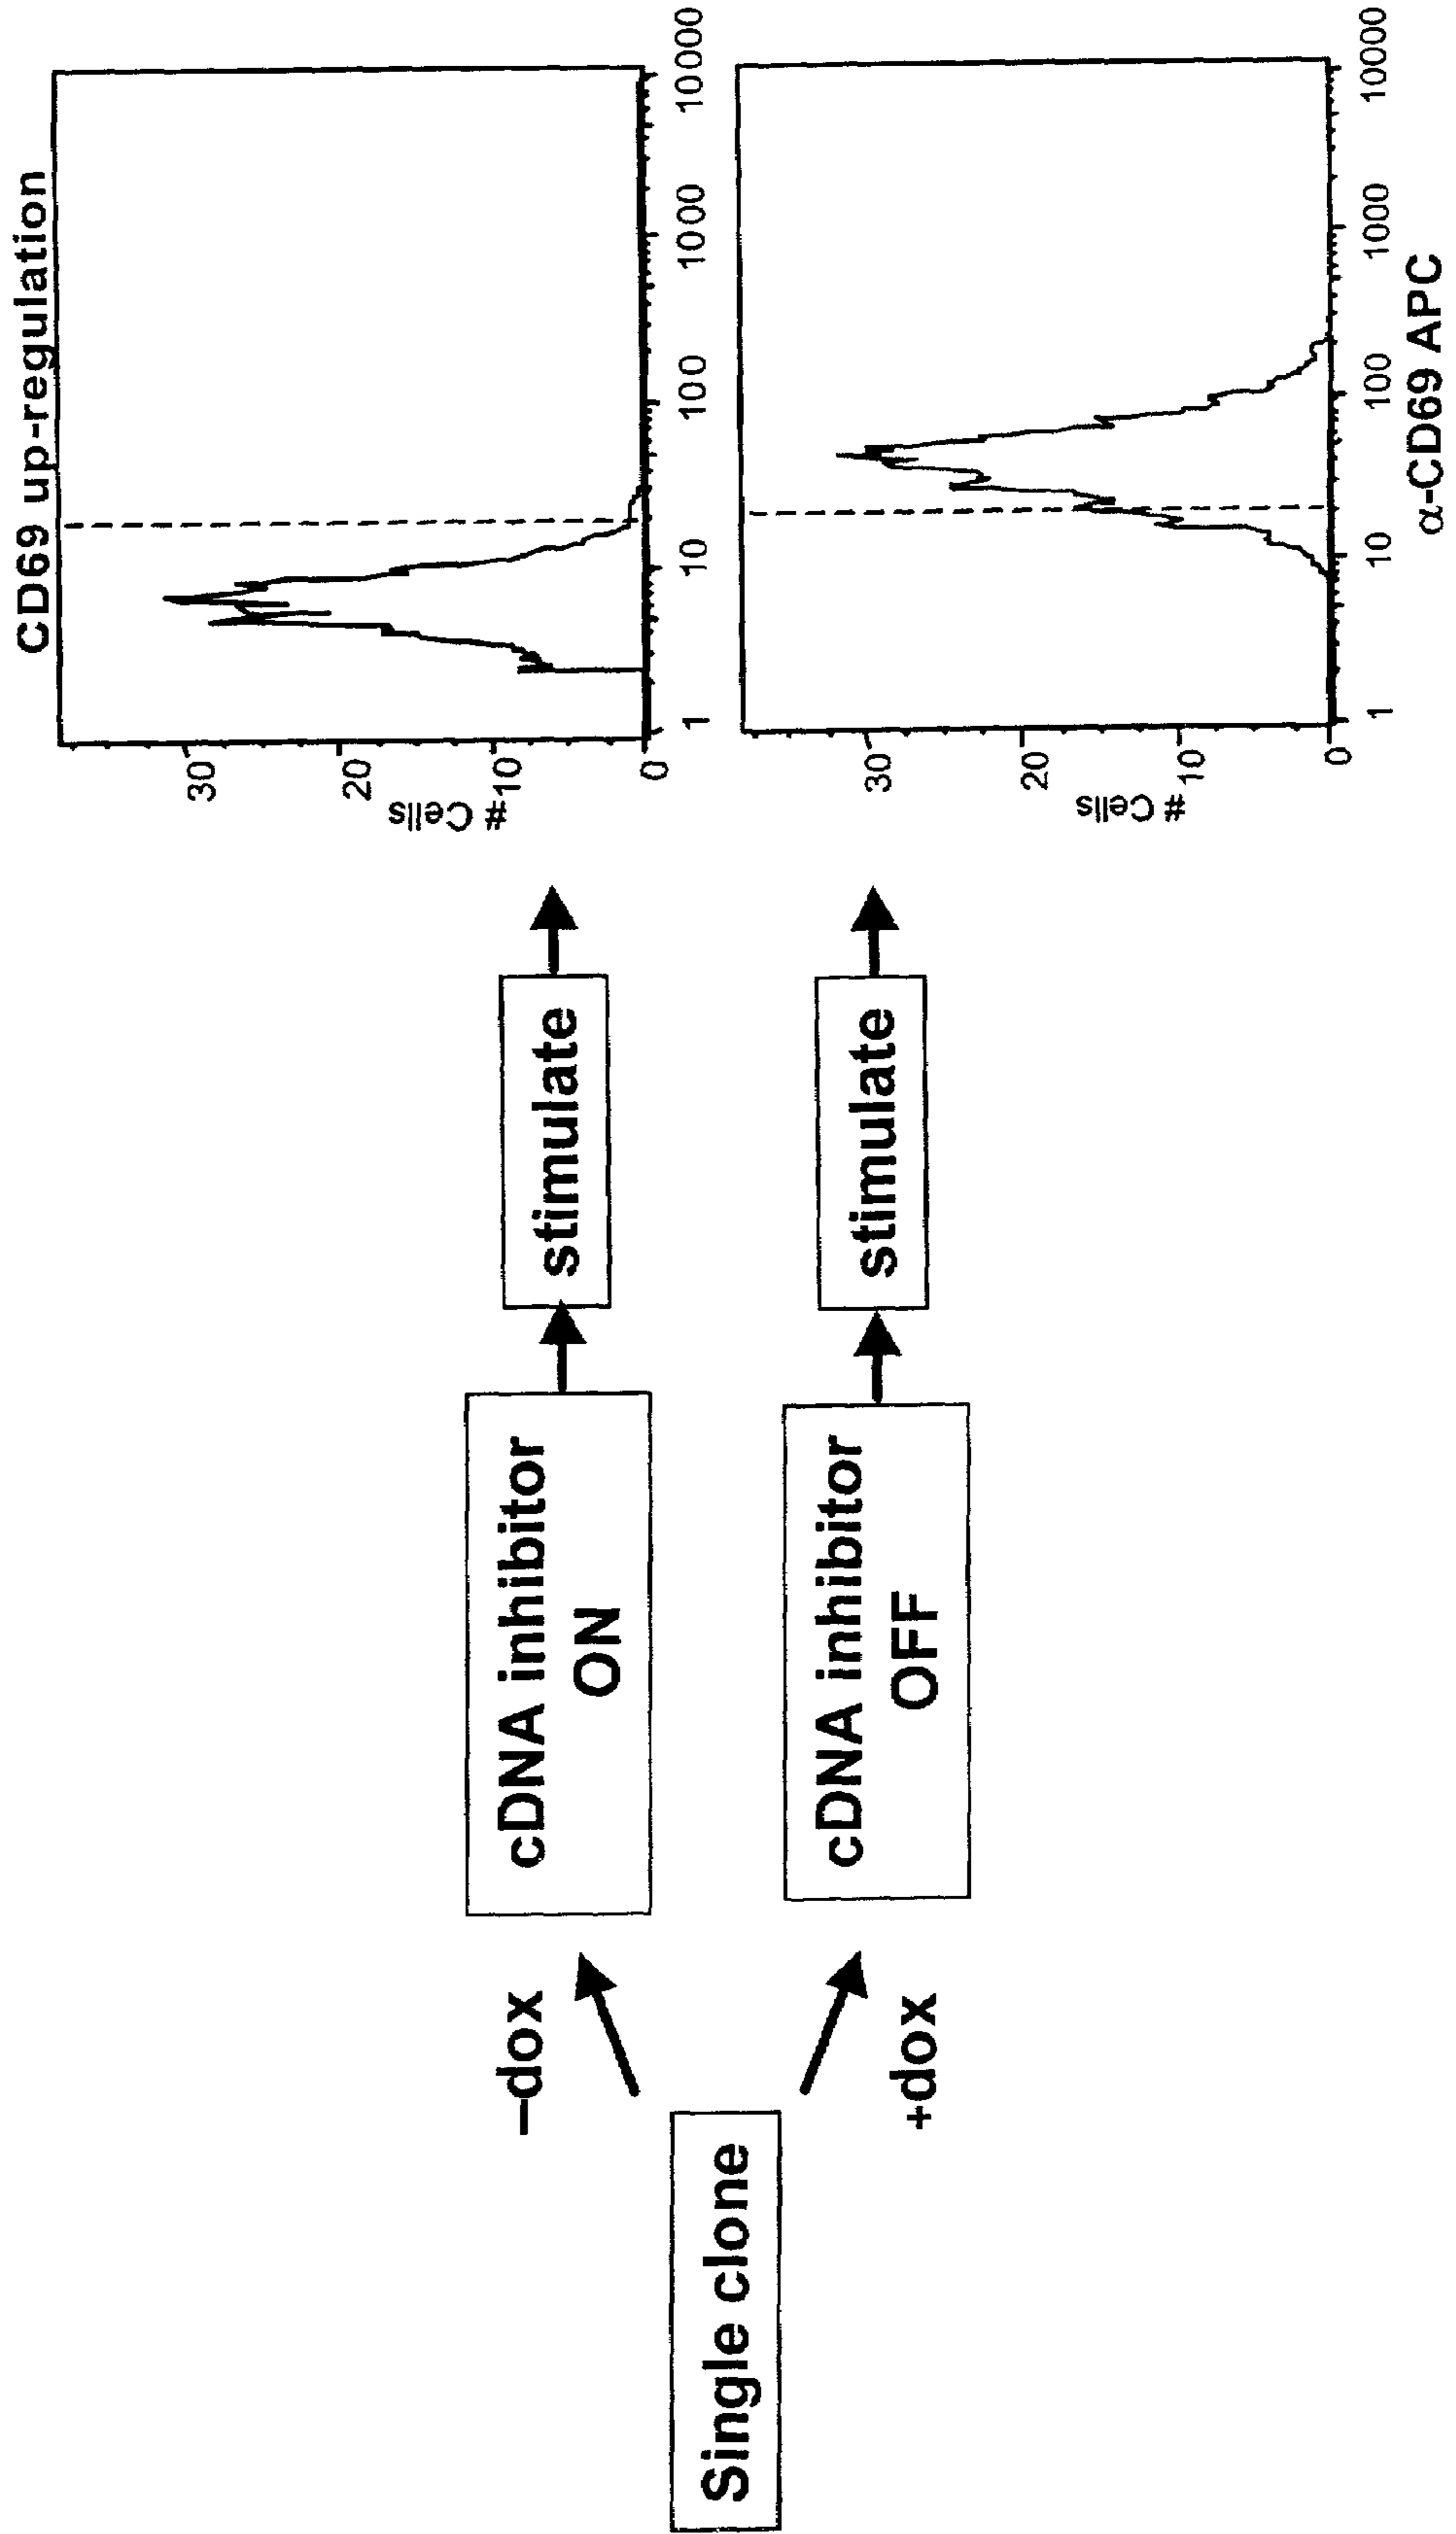 Single clone
–dox
+dox
cDNA inhibitor
ON
cDNA inhibitor
OFF
stimulate
stimulate
CD69 up-regulation
# Cells
30
20
10
0
1
10
100
1000
10000
# Cells
30
20
10
0
1
10
100
1000
10000
α-CD69 APC